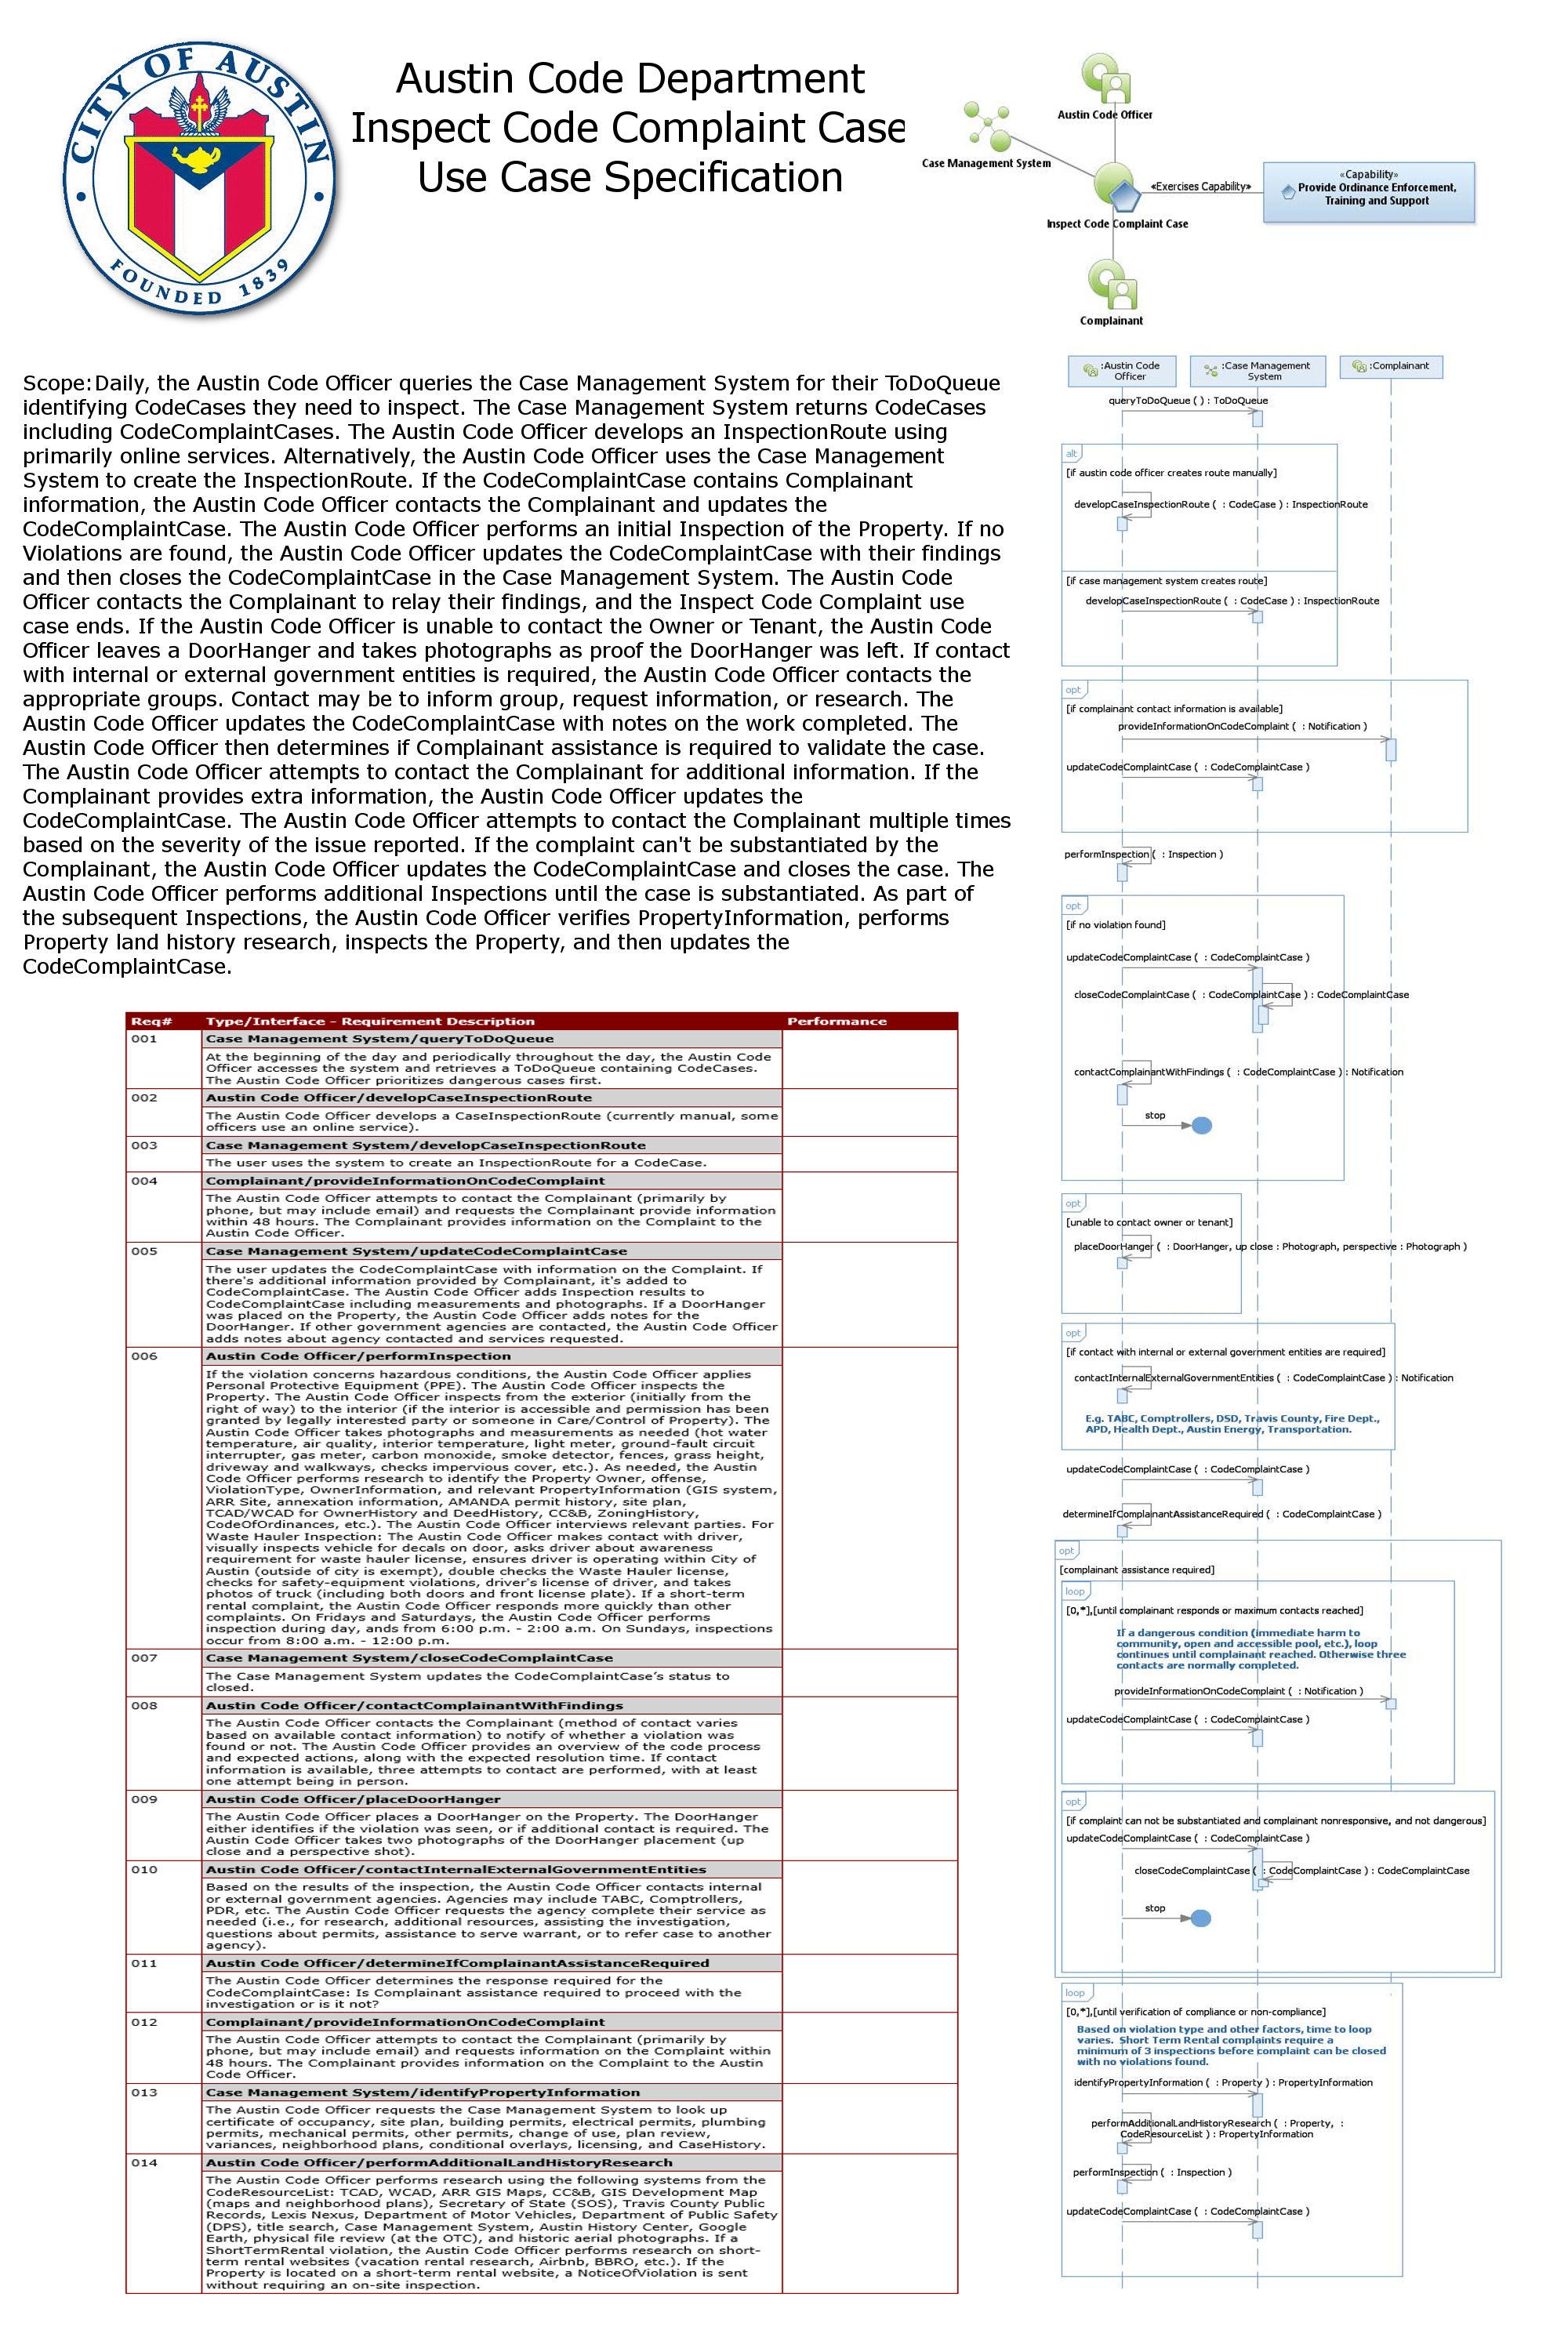 CITY OF AUSTIN
FOUNDED 1839
Austin Code Department
Inspect Code Complaint Case
Use Case Specification
Austin Code Officer
Case Management System
«Exercises Capability»
«Capability»
Provide Ordinance Enforcement,
Training and Support
Inspect Code Complaint Case
Complainant
Scope:Daily, the Austin Code Officer queries the Case Management System for their ToDoQueue
identifying CodeCases they need to inspect. The Case Management System returns CodeCases
including CodeComplaintCases. The Austin Code Officer develops an InspectionRoute using
primarily online services. Alternatively, the Austin Code Officer uses the Case Management
System to create the InspectionRoute. If the CodeComplaintCase contains Complainant
information, the Austin Code Officer contacts the Complainant and updates the
CodeComplaintCase. The Austin Code Officer performs an initial Inspection of the Property. If no
Violations are found, the Austin Code Officer updates the CodeComplaintCase with their findings
and then closes the CodeComplaintCase in the Case Management System. The Austin Code
Officer contacts the Complainant to relay their findings, and the Inspect Code Complaint use
case ends. If the Austin Code Officer is unable to contact the Owner or Tenant, the Austin Code
Officer leaves a DoorHanger and takes photographs as proof the DoorHanger was left. If contact
with internal or external government entities is required, the Austin Code Officer contacts the
appropriate groups. Contact may be to inform group, request information, or research. The
Austin Code Officer updates the CodeComplaintCase with notes on the work completed. The
Austin Code Officer then determines if Complainant assistance is required to validate the case.
The Austin Code Officer attempts to contact the Complainant for additional information. If the
Complainant provides extra information, the Austin Code Officer updates the
CodeComplaintCase. The Austin Code Officer attempts to contact the Complainant multiple times
based on the severity of the issue reported. If the complaint can't be substantiated by the
Complainant, the Austin Code Officer updates the CodeComplaintCase and closes the case. The
Austin Code Officer performs additional Inspections until the case is substantiated. As part of
the subsequent Inspections, the Austin Code Officer verifies PropertyInformation, performs
Property land history research, inspects the Property, and then updates the
CodeComplaintCase.
Req# Type/Interface - Requirement Description Performance
001 Case Management System/queryToDoQueue
At the beginning of the day and periodically throughout the day, the Austin Code
Officer accesses the system and retrieves a ToDoQueue containing CodeCases.
The Austin Code Officer prioritizes dangerous cases first.
002 Austin Code Officer/developCaseInspectionRoute
The Austin Code Officer develops a CaseInspectionRoute (currently manual, some
officers use an online service).
003 Case Management System/developCaseInspectionRoute
The user uses the system to create an InspectionRoute for a CodeCase.
004 Complainant/provideInformationOnCodeComplaint
The Austin Code Officer attempts to contact the Complainant (primarily by
phone, but may include email) and requests the Complainant provide information
within 48 hours. The Complainant provides information on the Complaint to the
Austin Code Officer.
005 Case Management System/updateCodeComplaintCase
The user updates the CodeComplaintCase with information on the Complaint. If
there's additional information provided by Complainant, it's added to
CodeComplaintCase. The Austin Code Officer adds Inspection results to
CodeComplaintCase including measurements and photographs. If a DoorHanger
was placed on the Property, the Austin Code Officer adds notes for the
DoorHanger. If other government agencies are contacted, the Austin Code Officer
adds notes about agency contacted and services requested.
006 Austin Code Officer/performInspection
If the violation concerns hazardous conditions, the Austin Code Officer applies
Personal Protective Equipment (PPE). The Austin Code Officer inspects the
Property. The Austin Code Officer inspects from the exterior (initially from the
right of way) to the interior (if the interior is accessible and permission has been
granted by legally interested party or someone in Care/Control of Property). The
Austin Code Officer takes photographs and measurements as needed (hot water
temperature, air quality, interior temperature, light meter, ground-fault circuit
interrupter, gas meter, carbon monoxide, smoke detector, fences, grass height,
driveway and walkways, checks impervious cover, etc.). As needed, the Austin
Code Officer performs research to identify the Property Owner, offense,
ViolationType, OwnerInformation, and relevant PropertyInformation (GIS system,
ARR Site, annexation information, AMANDA permit history, site plan,
TCAD/WCAD for OwnerHistory and DeedHistory, CC&B, ZoningHistory,
CodeOfOrdinances, etc.). The Austin Code Officer interviews relevant parties. For
Waste Hauler Inspection: The Austin Code Officer makes contact with driver,
visually inspects vehicle for decals on door, asks driver about awareness
requirement for waste hauler license, ensures driver is operating within City of
Austin (outside of city is exempt), double checks the Waste Hauler license,
checks for safety-equipment violations, driver's license of driver, and takes
photos of truck (including both doors and front license plate). If a short-term
rental complaint, the Austin Code Officer responds more quickly than other
complaints. On Fridays and Saturdays, the Austin Code Officer performs
inspection during day, ands from 6:00 p.m. - 2:00 a.m. On Sundays, inspections
occur from 8:00 a.m. - 12:00 p.m.
007 Case Management System/closeCodeComplaintCase
The Case Management System updates the CodeComplaintCase's status to
closed.
008 Austin Code Officer/contactComplainantWithFindings
The Austin Code Officer contacts the Complainant (method of contact varies
based on available contact information) to notify of whether a violation was
found or not. The Austin Code Officer provides an overview of the code process
and expected actions, along with the expected resolution time. If contact
information is available, three attempts to contact are performed, with at least
one attempt being in person.
009 Austin Code Officer/placeDoorHanger
The Austin Code Officer places a DoorHanger on the Property. The DoorHanger
either identifies if the violation was seen, or if additional contact is required. The
Austin Code Officer takes two photographs of the DoorHanger placement (up
close and a perspective shot).
010 Austin Code Officer/contactInternalExternalGovernmentEntities
Based on the results of the inspection, the Austin Code Officer contacts internal
or external government agencies. Agencies may include TABC, Comptrollers,
PDR, etc. The Austin Code Officer requests the agency complete their service as
needed (i.e., for research, additional resources, assisting the investigation,
questions about permits, assistance to serve warrant, or to refer case to another
agency).
011 Austin Code Officer/determineIfComplainantAssistanceRequired
The Austin Code Officer determines the response required for the
CodeComplaintCase: Is Complainant assistance required to proceed with the
investigation or is it not?
012 Complainant/provideInformationOnCodeComplaint
The Austin Code Officer attempts to contact the Complainant (primarily by
phone, but may include email) and requests information on the Complaint within
48 hours. The Complainant provides information on the Complaint to the Austin
Code Officer.
013 Case Management System/identifyPropertyInformation
The Austin Code Officer requests the Case Management System to look up
certificate of occupancy, site plan, building permits, electrical permits, plumbing
permits, mechanical permits, other permits, change of use, plan review,
variances, neighborhood plans, conditional overlays, licensing, and CaseHistory.
014 Austin Code Officer/performAdditionalLandHistoryResearch
The Austin Code Officer performs research using the following systems from the
CodeResourceList: TCAD, WCAD, ARR GIS Maps, CC&B, GIS Development Map
(maps and neighborhood plans), Secretary of State (SOS), Travis County Public
Records, Lexis Nexus, Department of Motor Vehicles, Department of Public Safety
(DPS), title search, Case Management System, Austin History Center, Google
Earth, physical file review (at the OTC), and historic aerial photographs. If a
ShortTermRental violation, the Austin Code Officer performs research on short-
term rental websites (vacation rental research, Airbnb, BBRO, etc.). If the
Property is located on a short-term rental website, a NoticeOfViolation is sent
without requiring an on-site inspection.
:Austin Code
Officer
:Case Management
System
:Complainant
queryToDoQueue ( ) : ToDoQueue
alt
[if austin code officer creates route manually]
developCaseInspectionRoute ( : CodeCase ) : InspectionRoute
[if case management system creates route]
developCaseInspectionRoute ( : CodeCase ) : InspectionRoute
opt
[if complainant contact information is available]
provideInformationOnCodeComplaint ( : Notification )
updateCodeComplaintCase ( : CodeComplaintCase )
performInspection ( : Inspection )
opt
[if no violation found]
updateCodeComplaintCase ( : CodeComplaintCase )
closeCodeComplaintCase ( : CodeComplaintCase ) : CodeComplaintCase
contactComplainantWithFindings ( : CodeComplaintCase ) : Notification
stop
opt
[unable to contact owner or tenant]
placeDoorHanger ( : DoorHanger, up close : Photograph, perspective : Photograph )
opt
[if contact with internal or external government entities are required]
contactInternalExternalGovernmentEntities ( : CodeComplaintCase ) : Notification
E.g. TABC, Comptrollers, DSD, Travis County, Fire Dept.,
APD, Health Dept., Austin Energy, Transportation.
updateCodeComplaintCase ( : CodeComplaintCase )
determineIfComplainantAssistanceRequired ( : CodeComplaintCase )
opt
[complainant assistance required]
loop
[0,*],[until complainant responds or maximum contacts reached]
If a dangerous condition (immediate harm to
community, open and accessible pool, etc.), loop
continues until complainant reached. Otherwise three
contacts are normally completed.
provideInformationOnCodeComplaint ( : Notification )
updateCodeComplaintCase ( : CodeComplaintCase )
opt
[if complaint can not be substantiated and complainant nonresponsive, and not dangerous]
updateCodeComplaintCase ( : CodeComplaintCase )
closeCodeComplaintCase ( : CodeComplaintCase ) : CodeComplaintCase
stop
loop
[0,*],[until verification of compliance or non-compliance]
Based on violation type and other factors, time to loop
varies. Short Term Rental complaints require a
minimum of 3 inspections before complaint can be closed
with no violations found.
identifyPropertyInformation ( : Property ) : PropertyInformation
performAdditionalLandHistoryResearch ( : Property, :
CodeResourceList ) : PropertyInformation
performInspection ( : Inspection )
updateCodeComplaintCase ( : CodeComplaintCase )